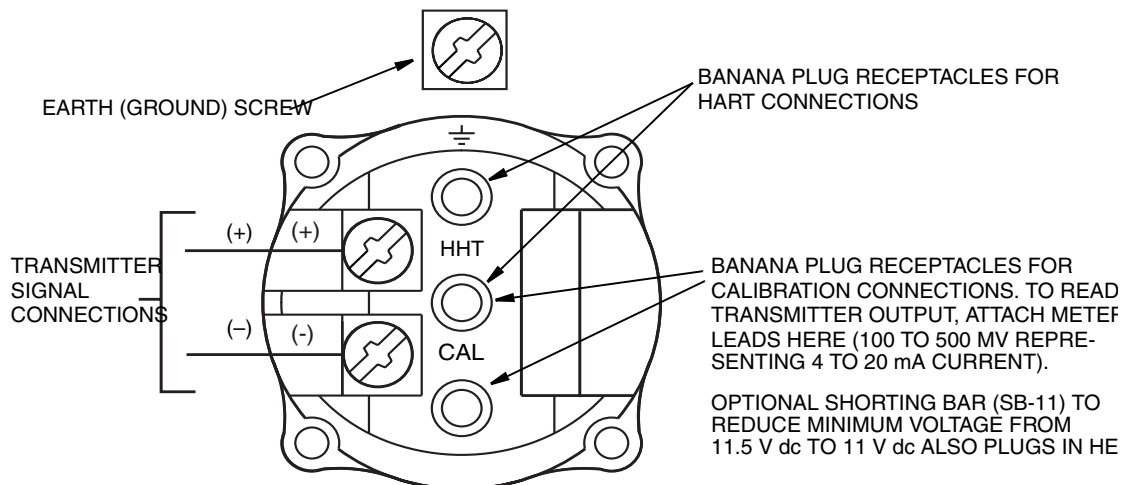 EARTH (GROUND) SCREW
BANANA PLUG RECEPTACLES FOR
HART CONNECTIONS
(+) (+)
HHT
TRANSMITTER
SIGNAL
CONNECTIONS
(–) (-)
CAL
BANANA PLUG RECEPTACLES FOR
CALIBRATION CONNECTIONS. TO READ
TRANSMITTER OUTPUT, ATTACH METER
LEADS HERE (100 TO 500 MV REPRE-
SENTING 4 TO 20 mA CURRENT).
OPTIONAL SHORTING BAR (SB-11) TO
REDUCE MINIMUM VOLTAGE FROM
11.5 V dc TO 11 V dc ALSO PLUGS IN HE